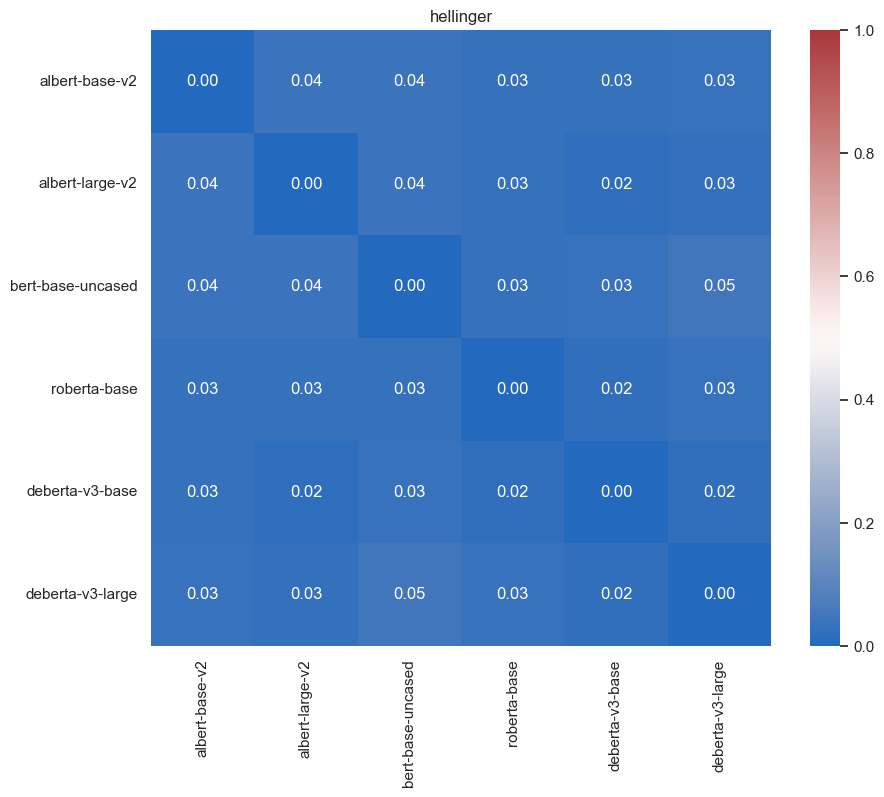 hellinger
albert-base-v2 0.00 0.04 0.04 0.03 0.03 0.03
albert-large-v2 0.04 0.00 0.04 0.03 0.02 0.03
bert-base-uncased 0.04 0.04 0.00 0.03 0.03 0.05
roberta-base 0.03 0.03 0.03 0.00 0.02 0.03
deberta-v3-base 0.03 0.02 0.03 0.02 0.00 0.02
deberta-v3-large 0.03 0.03 0.05 0.03 0.02 0.00
albert-base-v2
albert-large-v2
bert-base-uncased
roberta-base
deberta-v3-base
deberta-v3-large
1.0
0.8
0.6
0.4
0.2
0.0